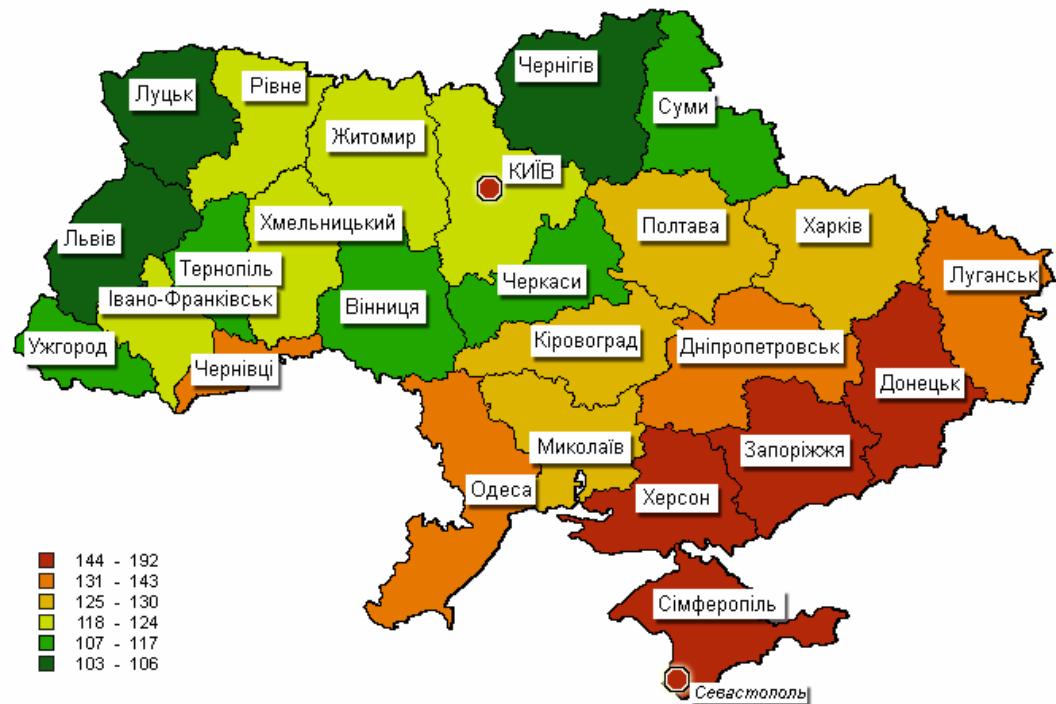 Чернігів
Луцьк
Рівне
Суми
Житомир
КИЇВ
Хмельницький
Полтава
Харків
Львів
Тернопіль
Луганськ
Івано-Франківськ
Вінниця
Черкаси
Ужгород
Кіровоград
Дніпропетровськ
Чернівці
Донецьк
Миколаїв
Запоріжжя
Одеса
Херсон
Сімферополь
Севастополь
144 - 192
131 - 143
125 - 130
118 - 124
107 - 117
103 - 106